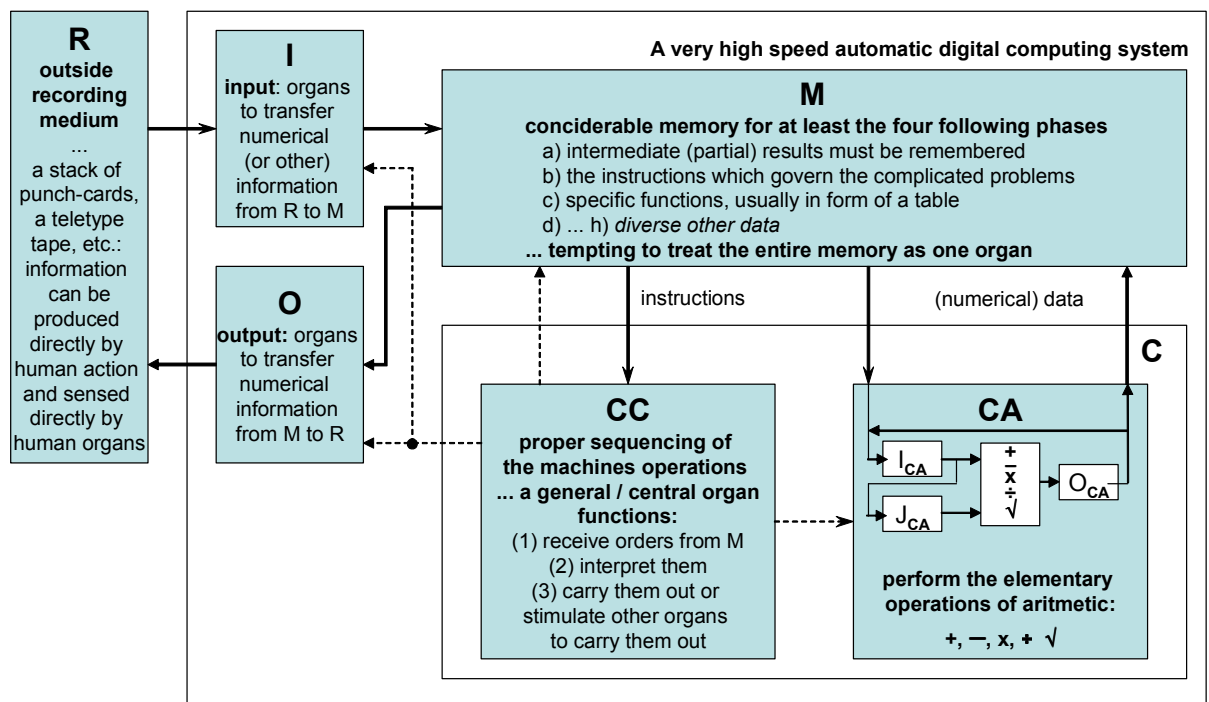 R
outside
recording
medium
...
a stack of
punch-cards,
a teletype
tape, etc.:
information
can be
produced
directly by
human action
and sensed
directly by
human organs
I
input: organs
to transfer
numerical
(or other)
information
from R to M
O
output: organs
to transfer
numerical
information
from M to R
A very high speed automatic digital computing system
M
conciderable memory for at least the four following phases
a) intermediate (partial) results must be remembered
b) the instructions which govern the complicated problems
c) specific functions, usually in form of a table
d) ... h) diverse other data
... tempting to treat the entire memory as one organ
instructions
(numerical) data
C
CC
proper sequencing of
the machines operations
... a general / central organ
functions:
(1) receive orders from M
(2) interpret them
(3) carry them out or
stimulate other organs
to carry them out
CA
I CA
J CA
+
–
x
÷
√
O CA
perform the elementary
operations of aritmetic:
+, –, x, + √